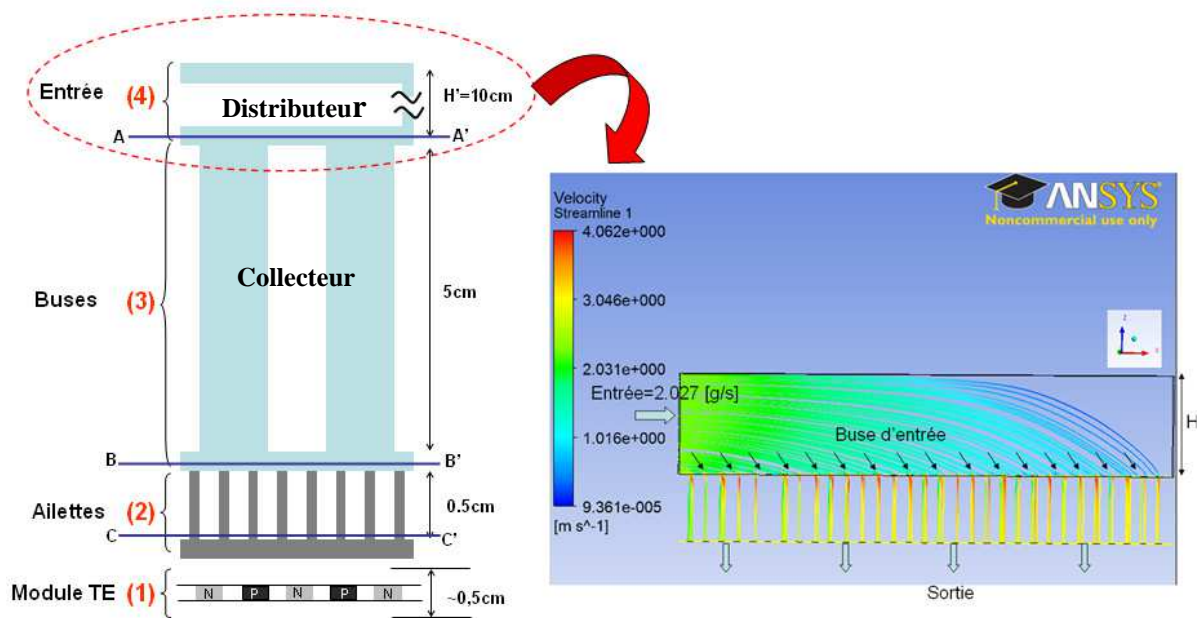 Entrée (4)
Distributeur
H'=10cm
A
A'
Buses (3)
Collecteur
5cm
B
B'
Ailettes (2)
0.5cm
C
C'
Module TE (1)
N P N P N
~0,5cm
Velocity
Streamline 1
4.062e+000
3.046e+000
2.031e+000
1.016e+000
9.361e-005
[m s^-1]
ANSYS
Noncommercial use only
Z
X
Entrée=2.027 [g/s]
Buse d'entrée
H
Sortie